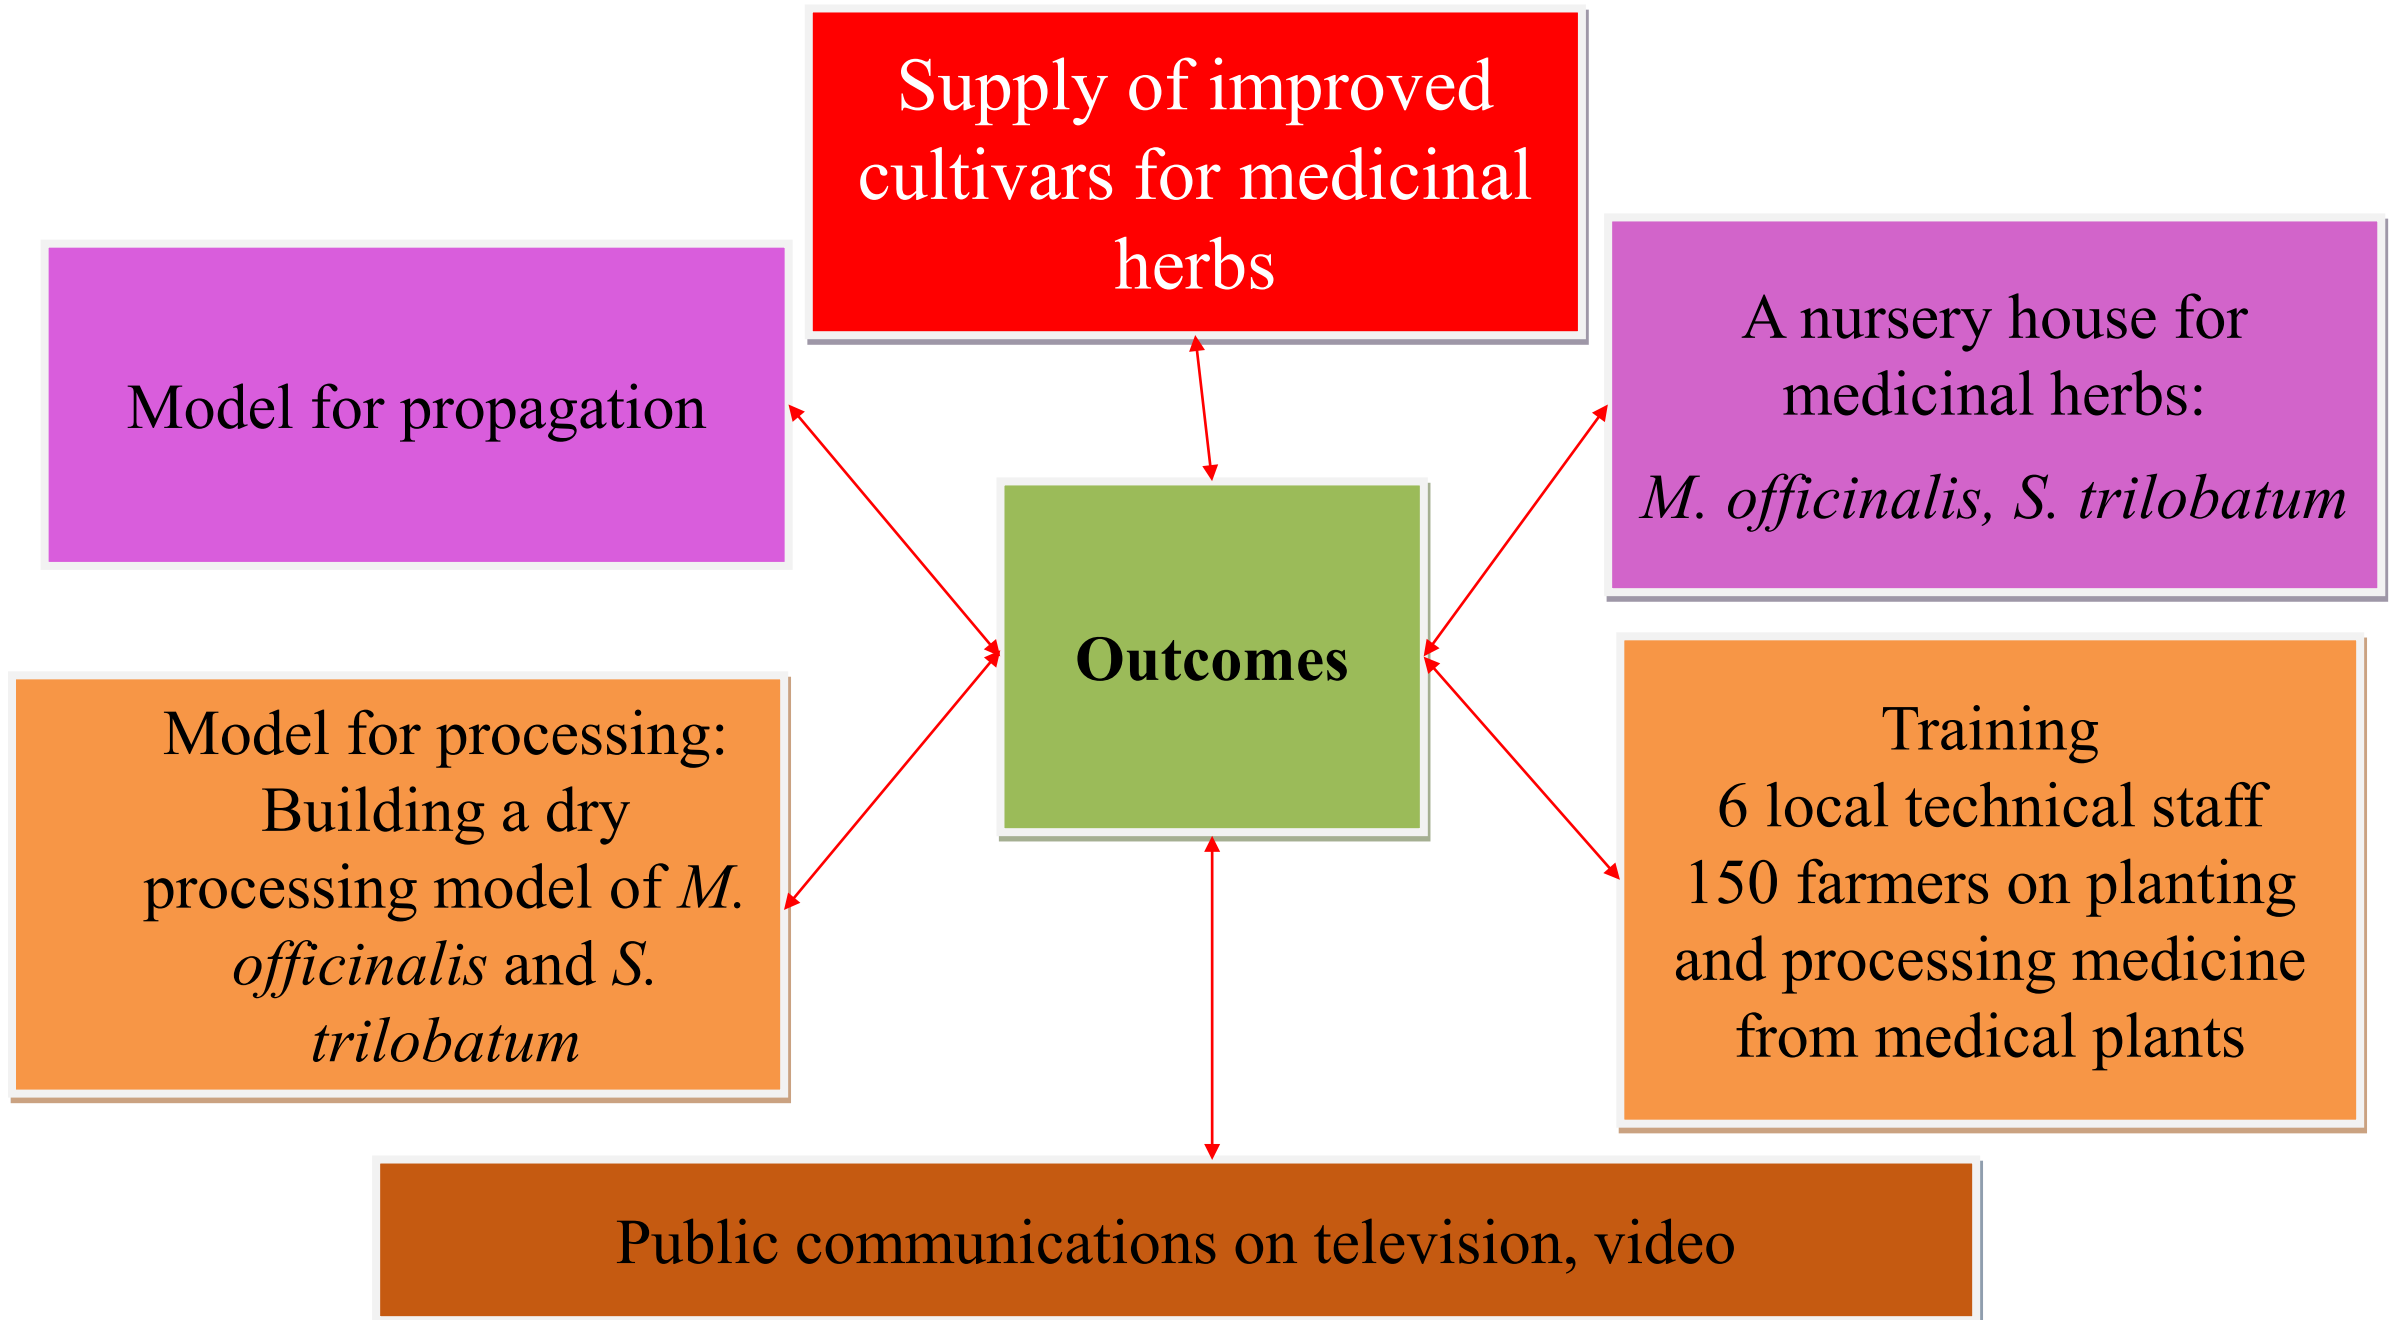 Supply of improved
cultivars for medicinal
herbs
Model for propagation
A nursery house for
medicinal herbs:
M. officinalis, S. trilobatum
Outcomes
Model for processing:
Building a dry
processing model of M.
officinalis and S.
trilobatum
Training
6 local technical staff
150 farmers on planting
and processing medicine
from medical plants
Public communications on television, video